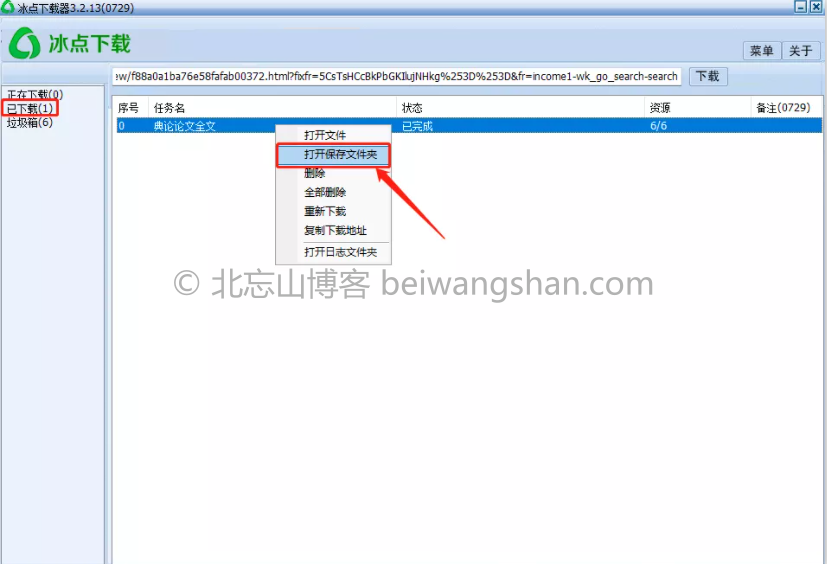 冰点下载器3.2.13(0729)
冰点下载
菜单 关于
ew/f88a0a1ba76e58fafab00372.html?fixfr=5CsTsHCcBkPbGKIlujNHkg%253D%253D&fr=income1-wk_go_search-search 下载
正在下载(0)
已下载(1)
垃圾箱(6)
序号 任务名 状态 资源 备注(0729)
0 典论论文全文 已完成 6/6
打开文件
打开保存文件夹
删除
全部删除
重新下载
复制下载地址
打开日志文件夹
© 北忘山博客 beiwangshan.com